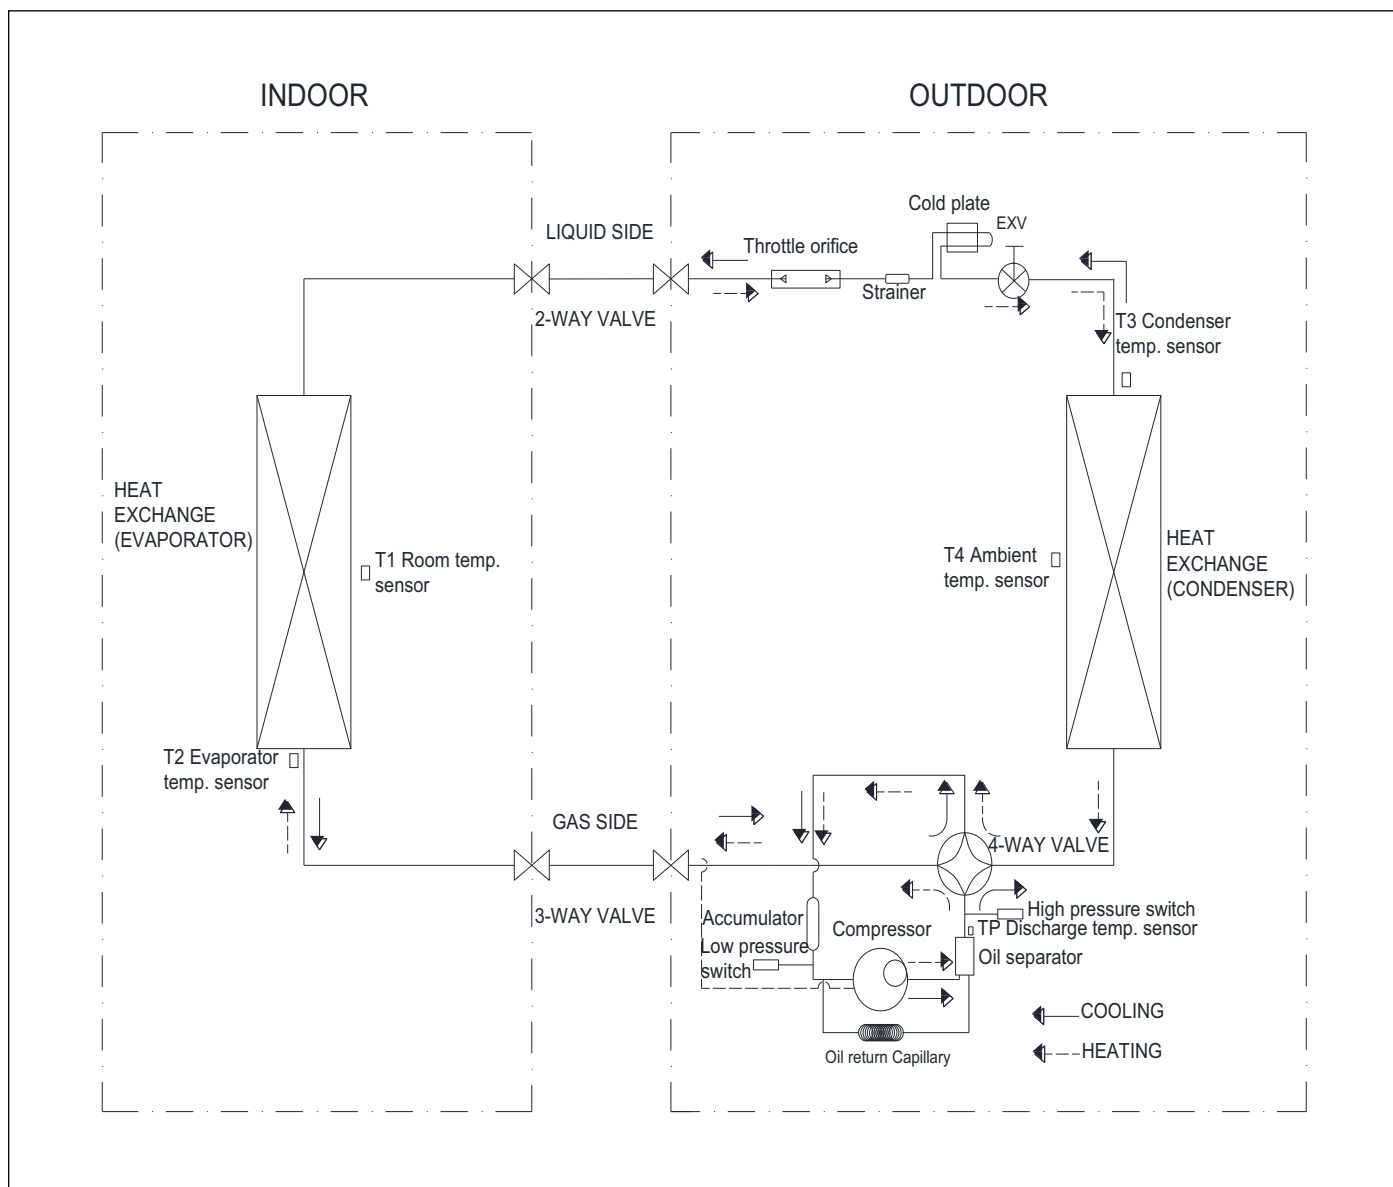 INDOOR
OUTDOOR
Cold plate
EXV
LIQUID SIDE
Throttle orifice
Strainer
2-WAY VALVE
T3 Condenser
temp. sensor
HEAT
EXCHANGE
(EVAPORATOR)
T1 Room temp.
sensor
T4 Ambient
temp. sensor
HEAT
EXCHANGE
(CONDENSER)
T2 Evaporator
temp. sensor
GAS SIDE
4-WAY VALVE
3-WAY VALVE
Accumulator
Compressor
High pressure switch
TP Discharge temp. sensor
Low pressure
switch
Oil separator
COOLING
HEATING
Oil return Capillary